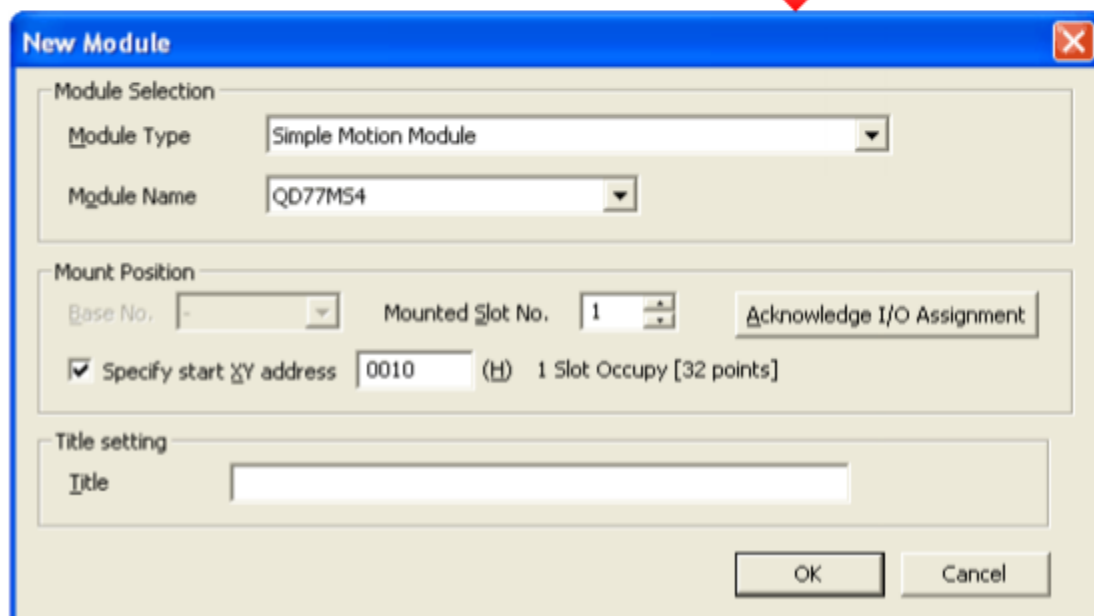 New Module
Module Selection
Module Type Simple Motion Module
Module Name QD77MS4
Mount Position
Base No. - Mounted Slot No. 1 Acknowledge I/O Assignment
Specify start XY address 0010 (H) 1 Slot Occupy [32 points]
Title setting
Title
OK Cancel